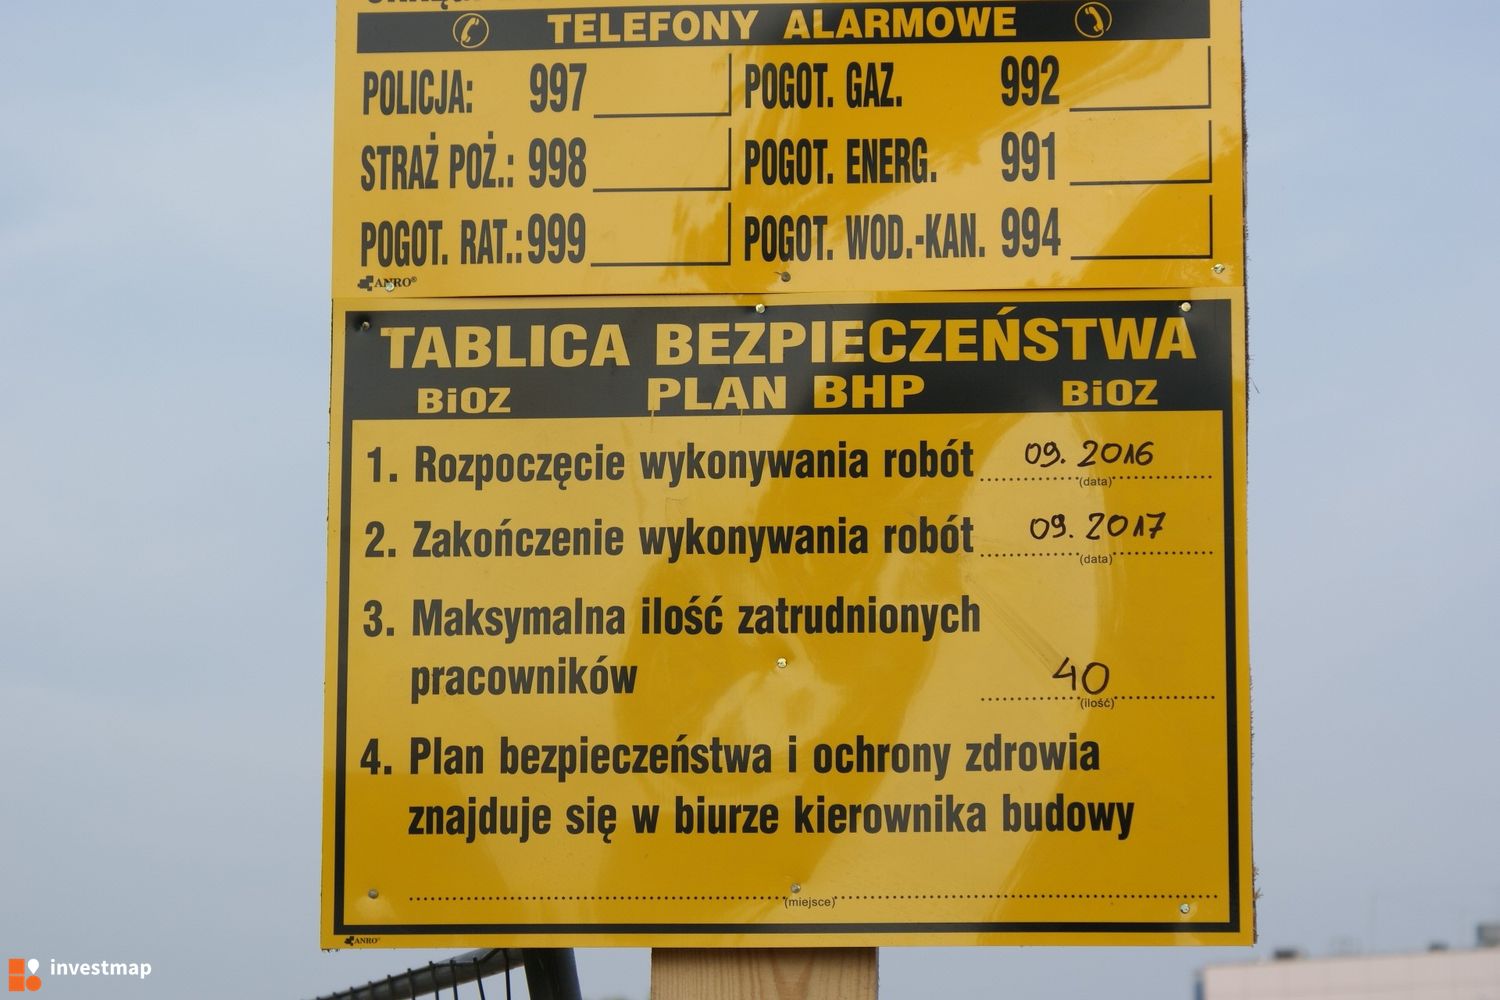 TELEFONY ALARMOWE
POLICJA: 997 POGOT. GAZ. 992
STRAŻ POŻ.: 998 POGOT. ENERG. 991
POGOT. RAT.: 999 POGOT. WOD.-KAN. 994
ANRO®
TABLICA BEZPIECZEŃSTWA
BiOZ PLAN BHP BiOZ
1. Rozpoczęcie wykonywania robót 09. 2016
(data)
2. Zakończenie wykonywania robót 09. 2017
(data)
3. Maksymalna ilość zatrudnionych
pracowników 40
(ilość)
4. Plan bezpieczeństwa i ochrony zdrowia
znajduje się w biurze kierownika budowy
(miejsce)
ANRO®
investmap